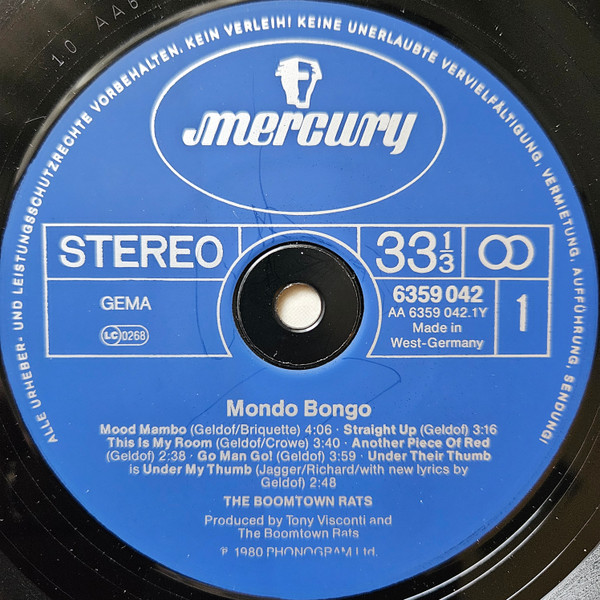 10 AA6
ALLE URHEBER- UND LEISTUNGSSCHUTZRECHTE VORBEHALTEN, KEIN VERLEIH! KEINE UNERLAUBTE VERVIELFÄLTIGUNG, VERMIETUNG, AUFFÜHRUNG, SENDUNG!
mercury
STEREO
33 1/3
GEMA
LC 0268
6359 042
AA 6359 042.1Y
Made in
West-Germany
1
Mondo Bongo
Mood Mambo (Geldof/Briquette) 4:06 · Straight Up (Geldof) 3:16
This Is My Room (Geldof/Crowe) 3:40 · Another Piece Of Red
(Geldof) 2:38 · Go Man Go! (Geldof) 3:59 · Under Their Thumb
is Under My Thumb (Jagger/Richard/with new lyrics by
Geldof) 2:48
THE BOOMTOWN RATS
Produced by Tony Visconti and
The Boomtown Rats
℗ 1980 PHONOGRAM Ltd.